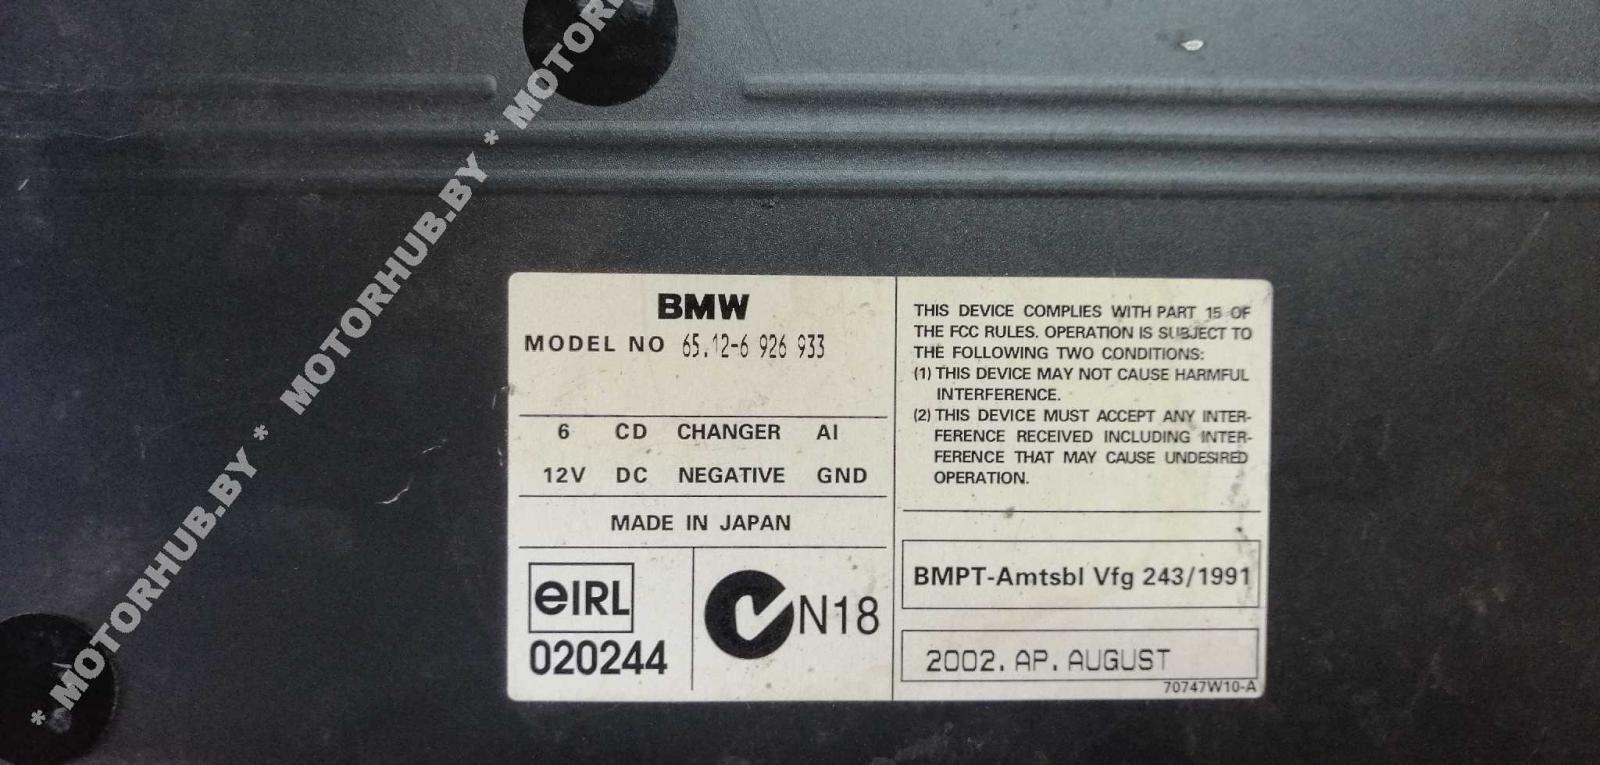 * MOTORHUB.BY * MOTORHUB.BY * MOTORH
BMW
MODEL NO 65.12-6 926 933
6 CD CHANGER AI
12V DC NEGATIVE GND
MADE IN JAPAN
eIRL
020244
N18
THIS DEVICE COMPLIES WITH PART 15 OF
THE FCC RULES. OPERATION IS SUBJECT TO
THE FOLLOWING TWO CONDITIONS:
(1) THIS DEVICE MAY NOT CAUSE HARMFUL
INTERFERENCE.
(2) THIS DEVICE MUST ACCEPT ANY INTER-
FERENCE RECEIVED INCLUDING INTER-
FERENCE THAT MAY CAUSE UNDESIRED
OPERATION.
BMPT-Amtsbl Vfg 243/1991
2002. AP. AUGUST
70747W10-A